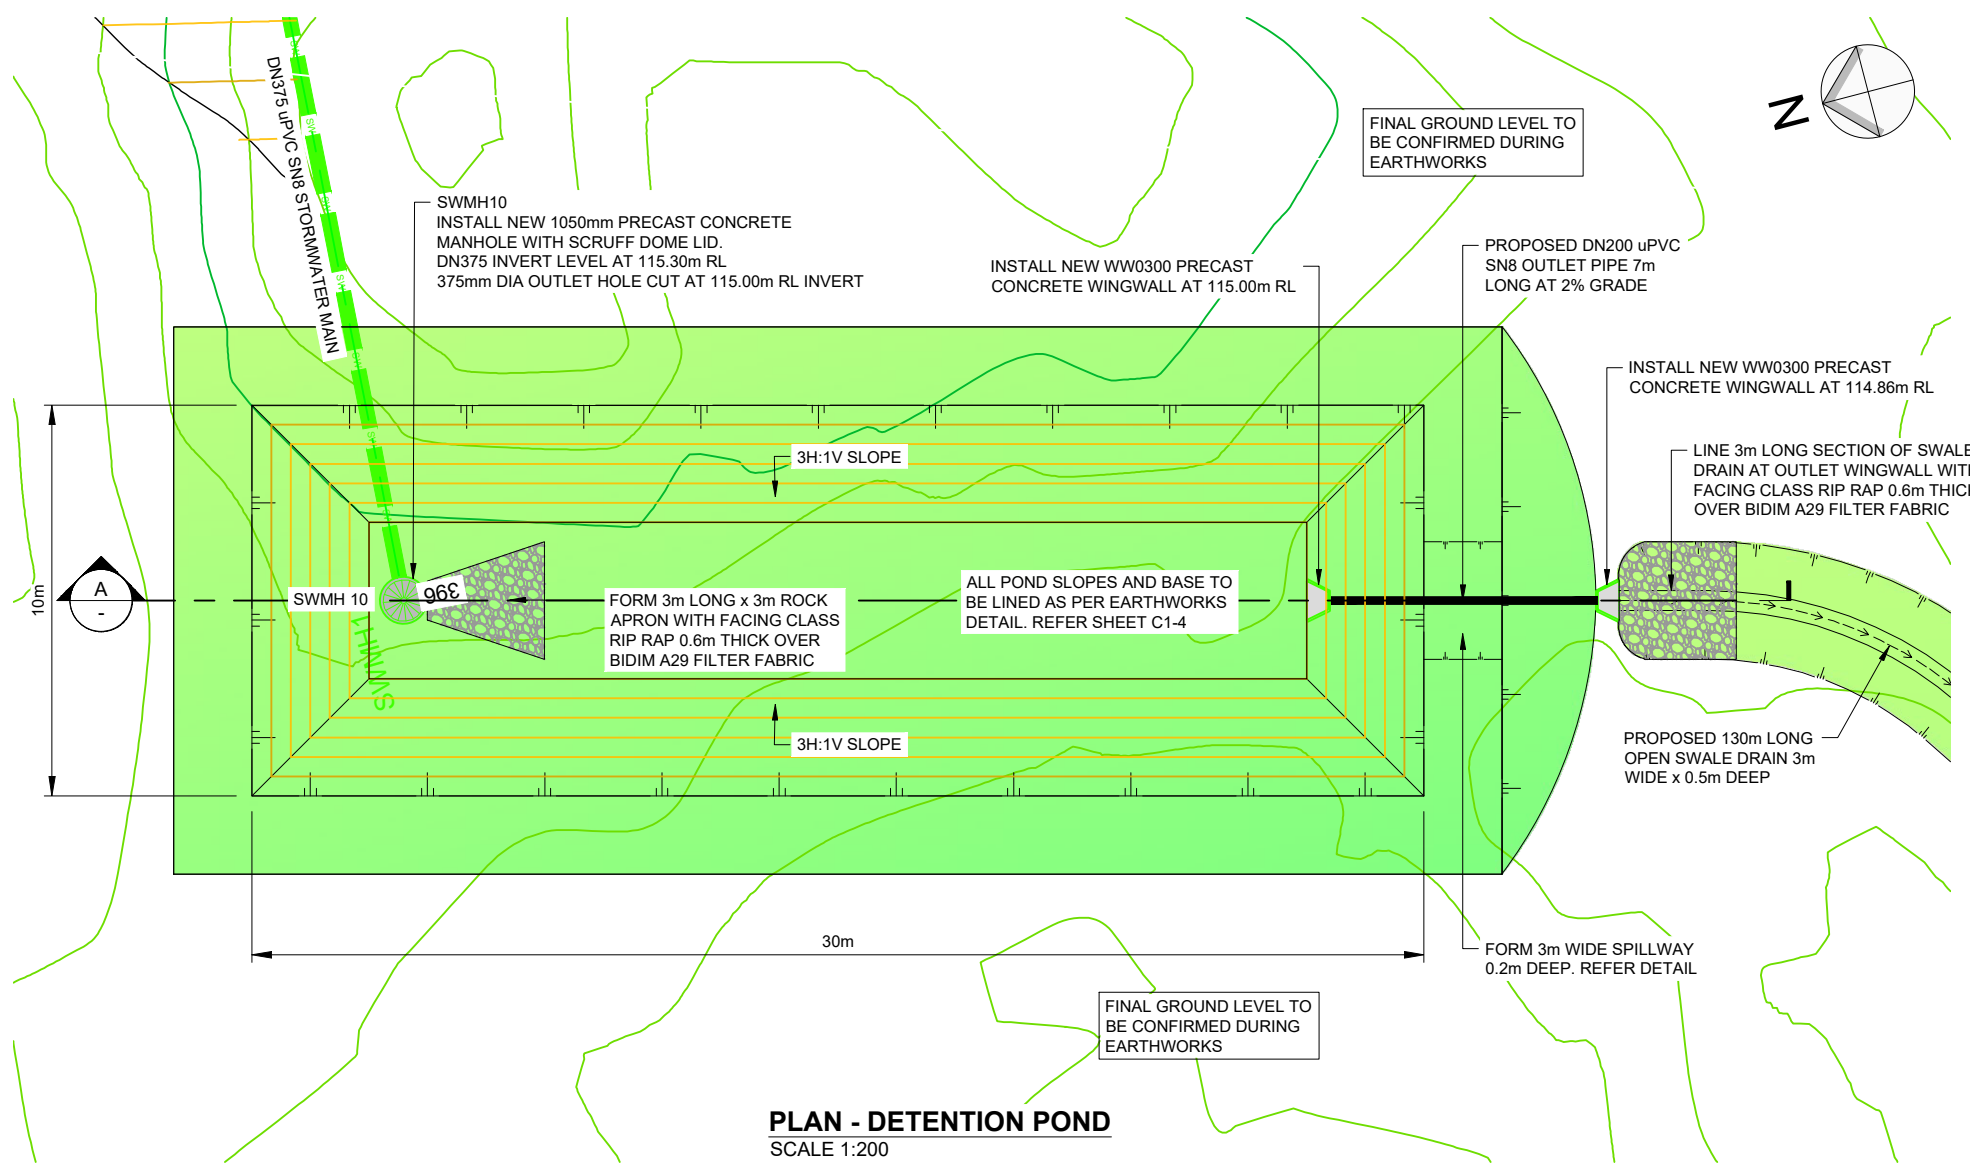 DN375 uPVC SN8 STORMWATER MAIN
SWMH10
INSTALL NEW 1050mm PRECAST CONCRETE
MANHOLE WITH SCRUFF DOME LID.
DN375 INVERT LEVEL AT 115.30m RL
375mm DIA OUTLET HOLE CUT AT 115.00m RL INVERT
FINAL GROUND LEVEL TO
BE CONFIRMED DURING
EARTHWORKS
N
INSTALL NEW WW0300 PRECAST
CONCRETE WINGWALL AT 115.00m RL
PROPOSED DN200 uPVC
SN8 OUTLET PIPE 7m
LONG AT 2% GRADE
INSTALL NEW WW0300 PRECAST
CONCRETE WINGWALL AT 114.86m RL
LINE 3m LONG SECTION OF SWALE
DRAIN AT OUTLET WINGWALL WIT
FACING CLASS RIP RAP 0.6m THICK
OVER BIDIM A29 FILTER FABRIC
3H:1V SLOPE
10m
A
-
SWMH 10
396
SWMH1
FORM 3m LONG x 3m ROCK
APRON WITH FACING CLASS
RIP RAP 0.6m THICK OVER
BIDIM A29 FILTER FABRIC
ALL POND SLOPES AND BASE TO
BE LINED AS PER EARTHWORKS
DETAIL. REFER SHEET C1-4
3H:1V SLOPE
PROPOSED 130m LONG
OPEN SWALE DRAIN 3m
WIDE x 0.5m DEEP
30m
FORM 3m WIDE SPILLWAY
0.2m DEEP. REFER DETAIL
FINAL GROUND LEVEL TO
BE CONFIRMED DURING
EARTHWORKS
PLAN - DETENTION POND
SCALE 1:200